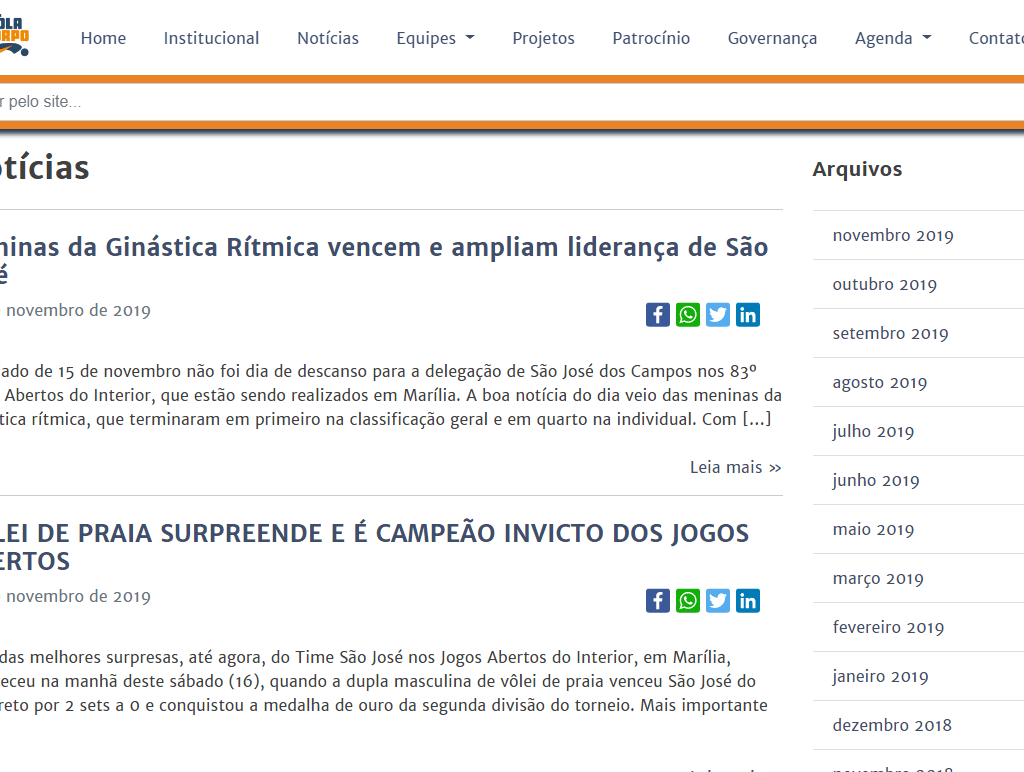 Home Institucional Notícias Equipes Projetos Patrocínio Governança Agenda Contato
pelo site...
Notícias
Arquivos
da Ginástica Rítmica vencem e ampliam liderança de São
novembro de 2019
de 15 de novembro não foi dia de descanso para a delegação de São José dos Campos nos 83º
Abertos do Interior, que estão sendo realizados em Marília. A boa notícia do dia veio das meninas da
rítmica, que terminaram em primeiro na classificação geral e em quarto na individual. Com [...]
Leia mais »
LEI DE PRAIA SURPREENDE E É CAMPEÃO INVICTO DOS JOGOS
ERTOS
novembro de 2019
das melhores surpresas, até agora, do Time São José nos Jogos Abertos do Interior, em Marília,
eceu na manhã deste sábado (16), quando a dupla masculina de vôlei de praia venceu São José do
reto por 2 sets a 0 e conquistou a medalha de ouro da segunda divisão do torneio. Mais importante
novembro 2019
outubro 2019
setembro 2019
agosto 2019
julho 2019
junho 2019
maio 2019
março 2019
fevereiro 2019
janeiro 2019
dezembro 2018
novembro 2018